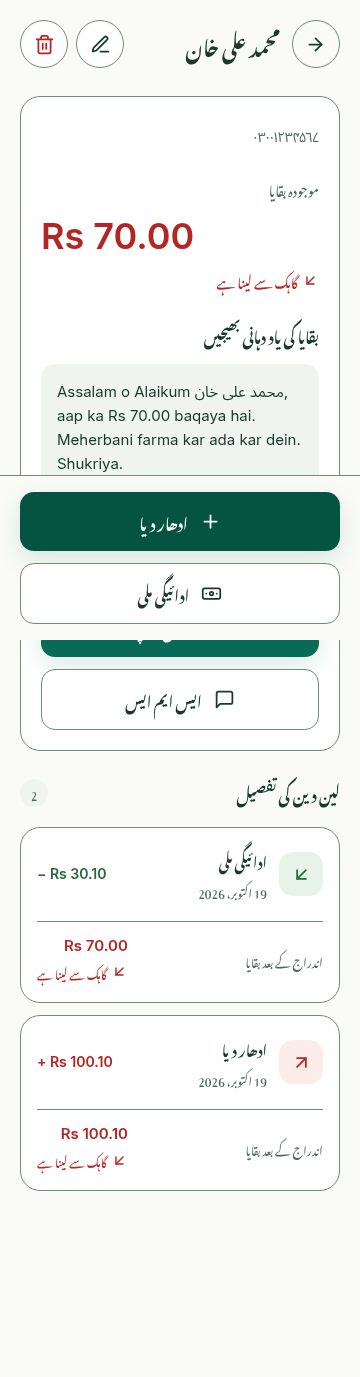 محمد علی خان
۰۳۰۰۱۲۳۴۵٦۷
موجودہ بقایا
Rs 70.00
گاہک سے لینا ہے
بقایا کی یاد دہانی بھیجیں
Assalam o Alaikum محمد علی خان,
aap ka Rs 70.00 baqaya hai.
Meherbani farma kar ada kar dein.
Shukriya.
ادھار دیا
ادائیگی ملی
ایس ایم ایس
لین دین کی تفصیل
2
ادائیگی ملی
– Rs 30.10
19 اکتوبر، 2026
اندراج کے بعد بقایا
Rs 70.00
گاہک سے لینا ہے
ادھار دیا
+ Rs 100.10
19 اکتوبر، 2026
اندراج کے بعد بقایا
Rs 100.10
گاہک سے لینا ہے